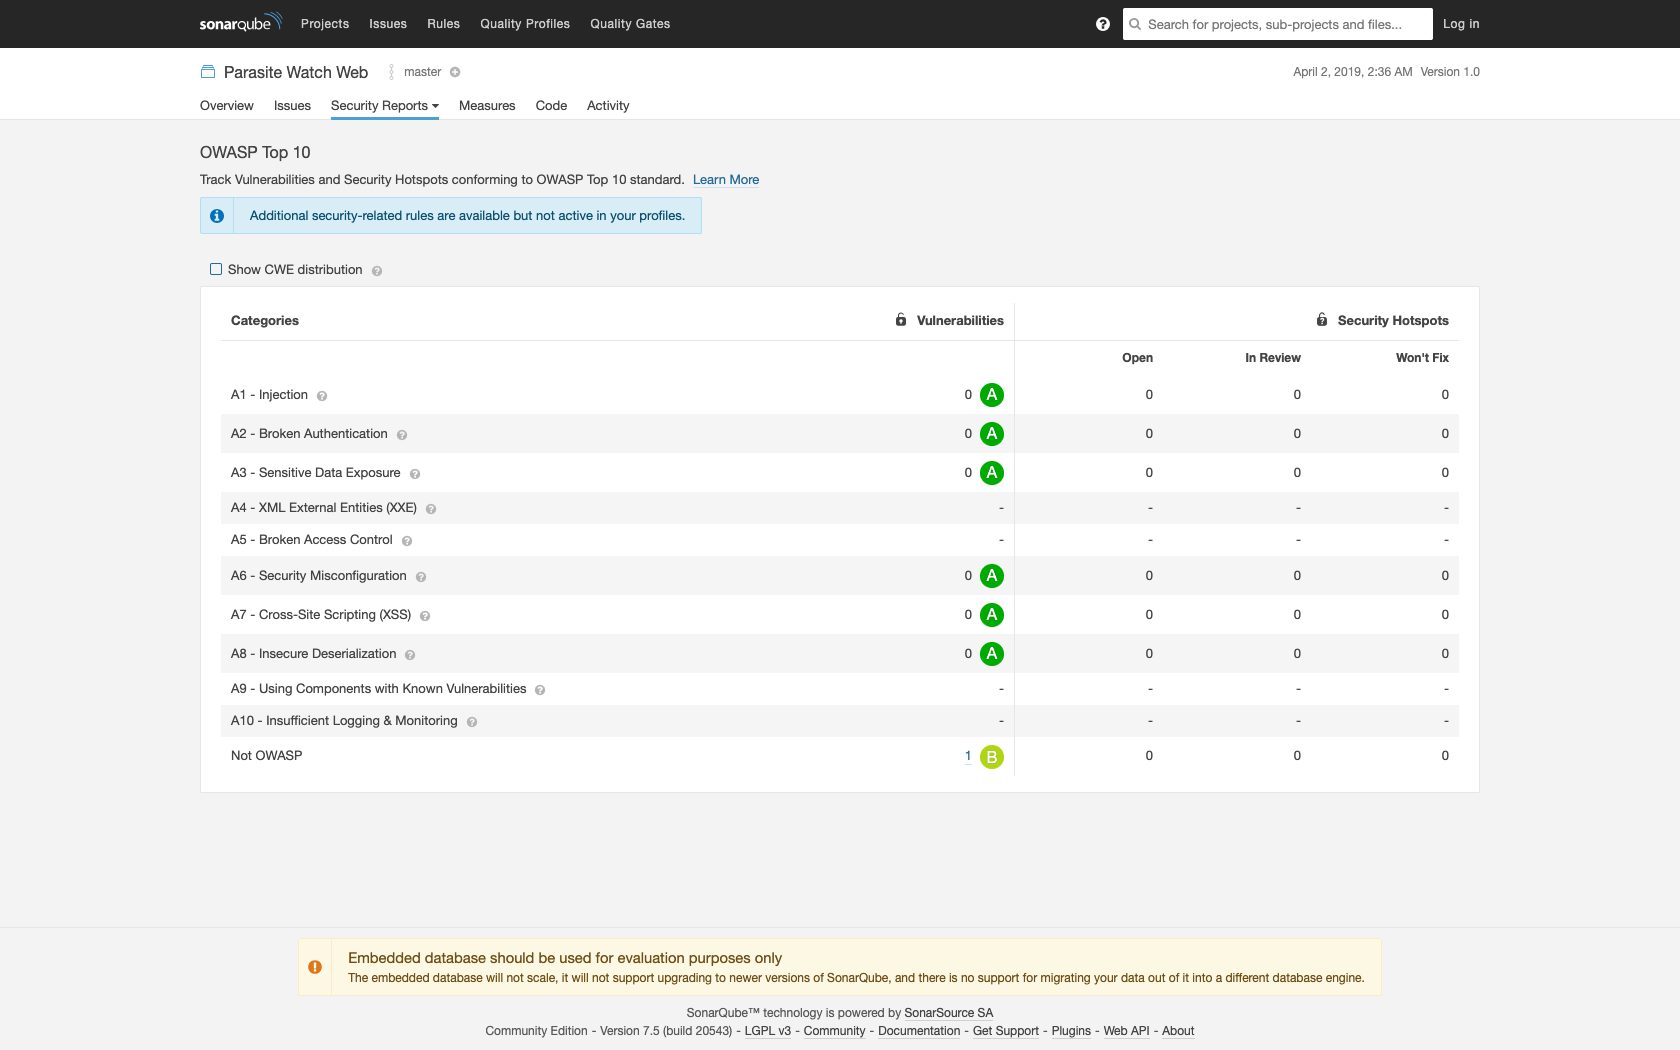 sonarqube Projects Issues Rules Quality Profiles Quality Gates ? Search for projects, sub-projects and files... Log in
Parasite Watch Web master April 2, 2019, 2:36 AM Version 1.0
Overview Issues Security Reports Measures Code Activity
OWASP Top 10
Track Vulnerabilities and Security Hotspots conforming to OWASP Top 10 standard. Learn More
Additional security-related rules are available but not active in your profiles.
Show CWE distribution ?
Categories Vulnerabilities Security Hotspots
Open In Review Won't Fix
A1 - Injection ? 0 A 0 0 0
A2 - Broken Authentication ? 0 A 0 0 0
A3 - Sensitive Data Exposure ? 0 A 0 0 0
A4 - XML External Entities (XXE) ? - - - -
A5 - Broken Access Control ? - - - -
A6 - Security Misconfiguration ? 0 A 0 0 0
A7 - Cross-Site Scripting (XSS) ? 0 A 0 0 0
A8 - Insecure Deserialization ? 0 A 0 0 0
A9 - Using Components with Known Vulnerabilities ? - - - -
A10 - Insufficient Logging & Monitoring ? - - - -
Not OWASP 1 B 0 0 0
Embedded database should be used for evaluation purposes only
The embedded database will not scale, it will not support upgrading to newer versions of SonarQube, and there is no support for migrating your data out of it into a different database engine.
SonarQube™ technology is powered by SonarSource SA
Community Edition - Version 7.5 (build 20543) - LGPL v3 - Community - Documentation - Get Support - Plugins - Web API - About